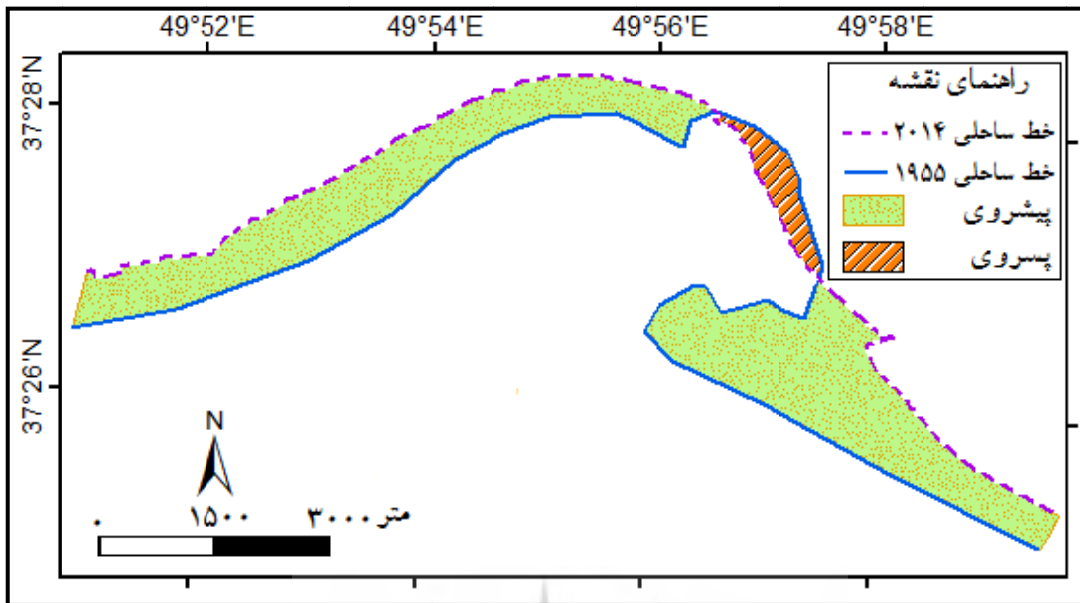 49°52'E 49°54'E 49°56'E 49°58'E
37°28'N
37°26'N
راهنمای نقشه
خط ساحلی ۲۰۱۴
خط ساحلی ۱۹۵۵
پیشروی
پسروی
N
۰ ۱۵۰۰ ۳۰۰۰ متر